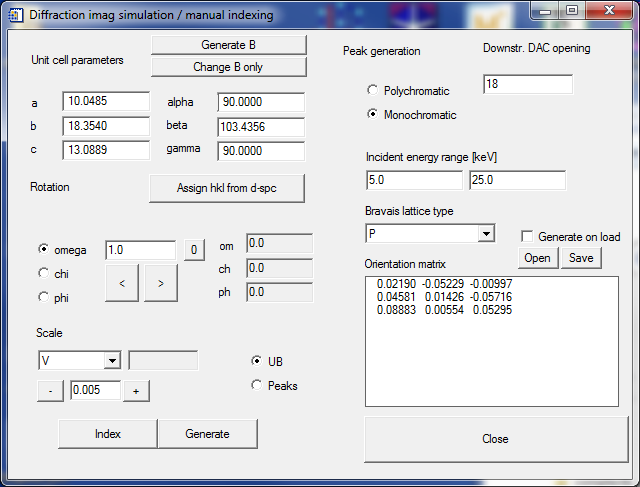 Diffraction imag simulation / manual indexing
Unit cell parameters
Generate B
Change B only
a 10.0485 alpha 90.0000
b 18.3540 beta 103.4356
c 13.0889 gamma 90.0000
Rotation
Assign hkl from d-spc
omega 1.0 0 om 0.0
chi < > ch 0.0
phi ph 0.0
Scale
V
- 0.005 +
UB
Peaks
Index Generate
Peak generation
Downstr. DAC opening
18
Polychromatic
Monochromatic
Incident energy range [keV]
5.0 25.0
Bravais lattice type
P
Generate on load
Open Save
Orientation matrix
0.02190 -0.05229 -0.00997
0.04581 0.01426 -0.05716
0.08883 0.00554 0.05295
Close